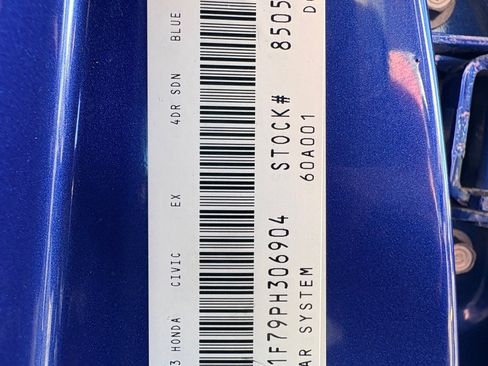 3 HONDA CIVIC EX 4DR SDN BLUE
1F79PH306904 STOCK# 8505
AR SYSTEM 60A001